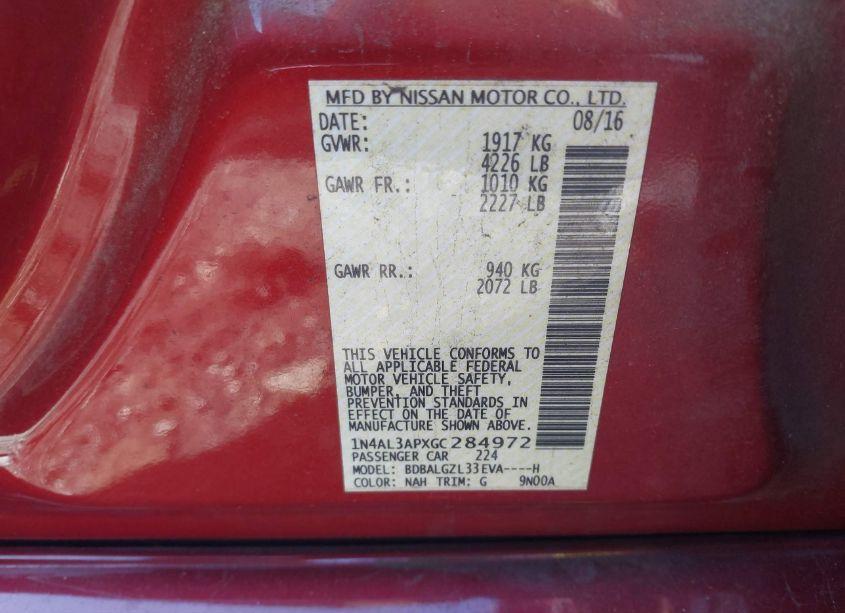 MFD BY NISSAN MOTOR CO., LTD.
DATE: 08/16
GVWR: 1917 KG
4226 LB
GAWR FR.: 1010 KG
2227 LB
GAWR RR.: 940 KG
2072 LB
THIS VEHICLE CONFORMS TO
ALL APPLICABLE FEDERAL
MOTOR VEHICLE SAFETY,
BUMPER, AND THEFT
PREVENTION STANDARDS IN
EFFECT ON THE DATE OF
MANUFACTURE SHOWN ABOVE.
1N4AL3APXGC284972
PASSENGER CAR 224
MODEL: BDBALGZL33EVA----H
COLOR: NAH TRIM: G 9N00A